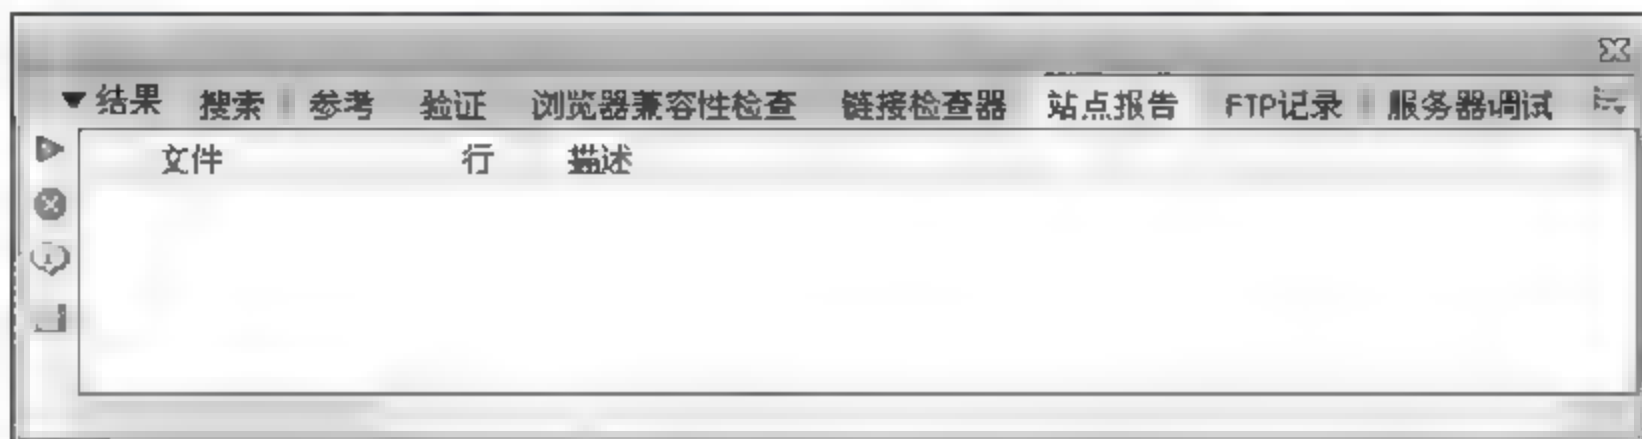 结果 搜索 参考 验证 浏览器兼容性检查 链接检查器 站点报告 FTP记录 服务器调试
文件 行 描述